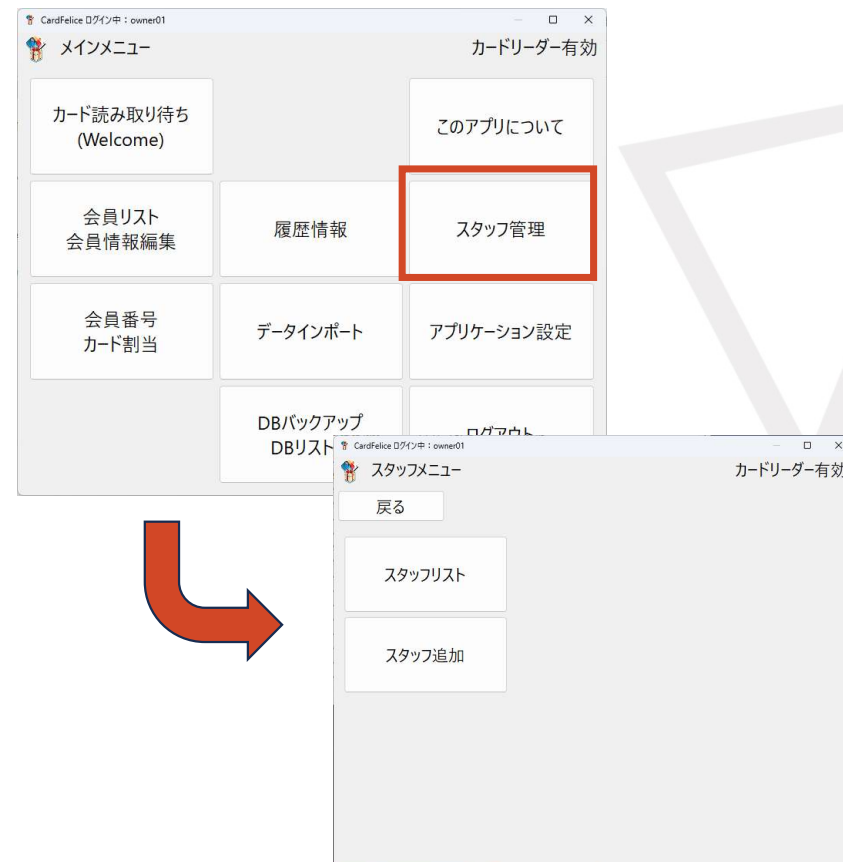 CardFelice ログイン中：owner01
メインメニュー
カードリーダー有効
カード読み取り待ち
(Welcome)
このアプリについて
会員リスト
会員情報編集
履歴情報
スタッフ管理
会員番号
カード割当
データインポート
アプリケーション設定
DBバックアップ
DBリスト
ログアウト
CardFelice ログイン中：owner01
スタッフメニュー
カードリーダー有効
戻る
スタッフリスト
スタッフ追加